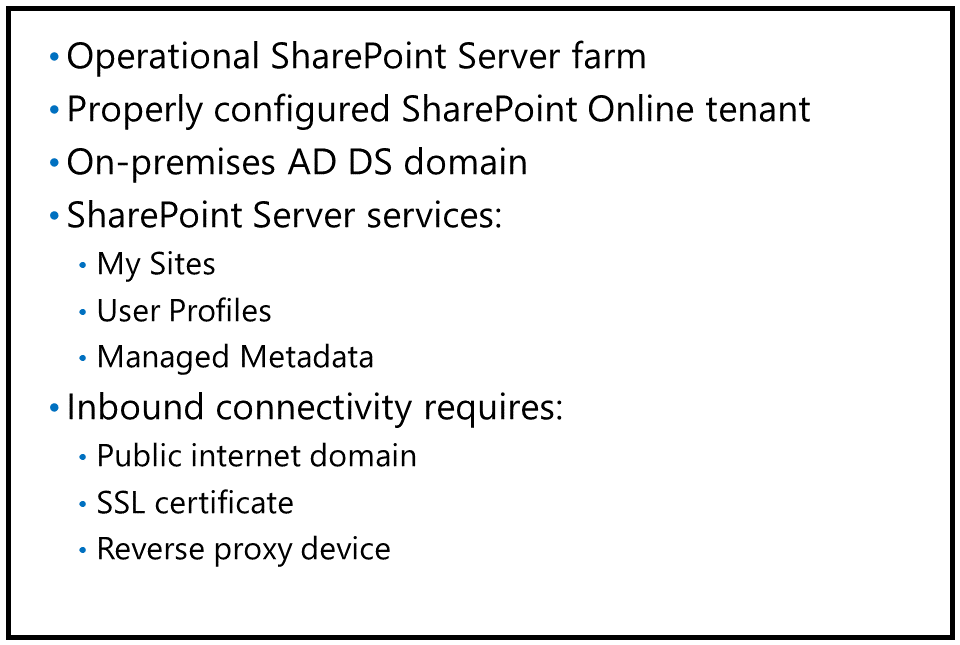 • Operational SharePoint Server farm
• Properly configured SharePoint Online tenant
• On-premises AD DS domain
• SharePoint Server services:
• My Sites
• User Profiles
• Managed Metadata
• Inbound connectivity requires:
• Public internet domain
• SSL certificate
• Reverse proxy device